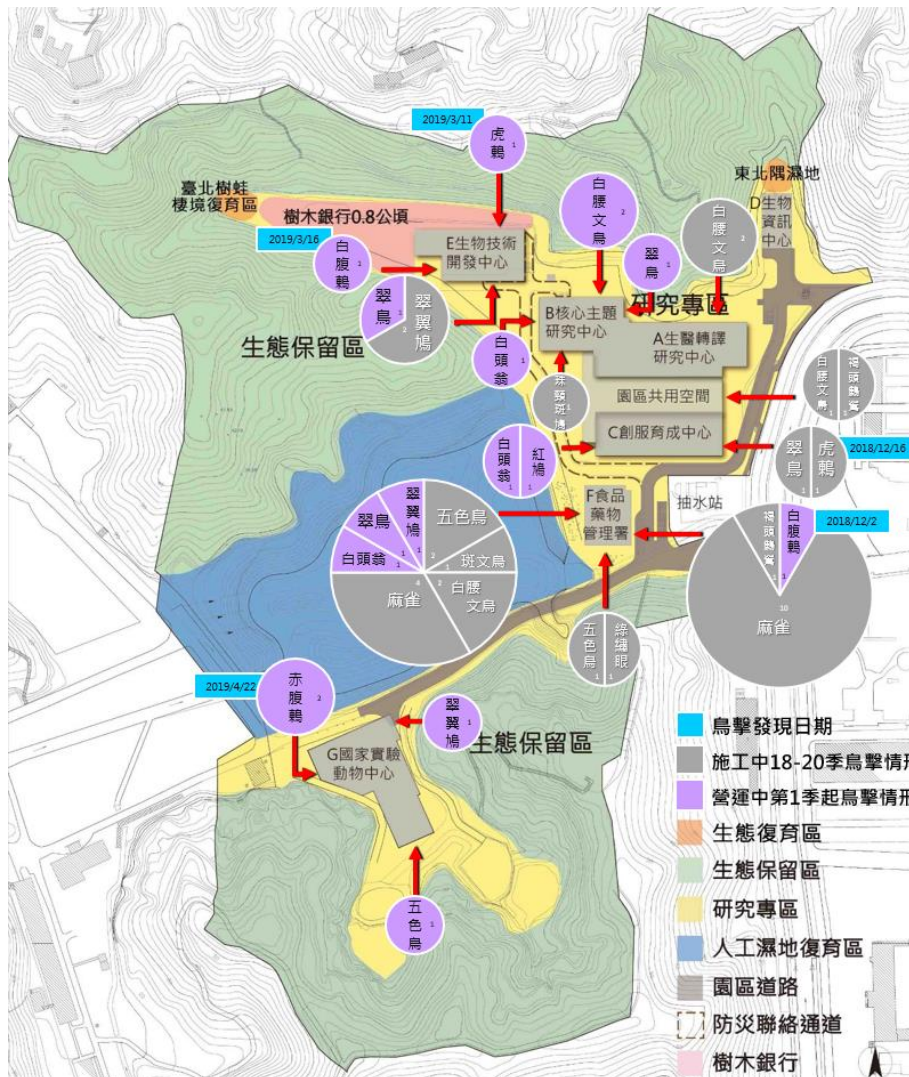 2019/3/11
虎鶇 1
臺北樹蛙
棲境復育區
樹木銀行0.8公頃
2019/3/16
白腹鶇 1
E生物技術
開發中心
白腰文鳥 2
翠鳥 1
白腰文鳥 2
東北隅濕地
D生物
資訊
中心
翠鳥 1
翠翼鳩 2
生態保留區
白頭翁 1
研究專區
B核心主題
研究中心
A生醫轉譯
研究中心
珠頸斑鳩 1
園區共用空間
白腰文鳥 1
褐頭鷦鶯 1
C創服育成中心
白頭翁 1
紅鳩 1
翠鳥 1
虎鶇 1
2018/12/16
F食品
藥物
管理署
抽水站
翠翼鳩 1
五色鳥 2
翠鳥 1
白頭翁 1
斑文鳥 1
麻雀 4
白腰
文鳥 2
褐頭鷦鶯 1
白腹鶇 1
2018/12/2
10
麻雀
五色鳥 1
綠繡眼 1
2019/4/22
赤腹鶇 2
翠翼鳩 1
生態保留區
G國家實驗
動物中心
五色鳥 1
鳥擊發現日期
施工中18-20季鳥擊情形
營運中第1季起鳥擊情形
生態復育區
生態保留區
研究專區
人工濕地復育區
園區道路
防災聯絡通道
樹木銀行